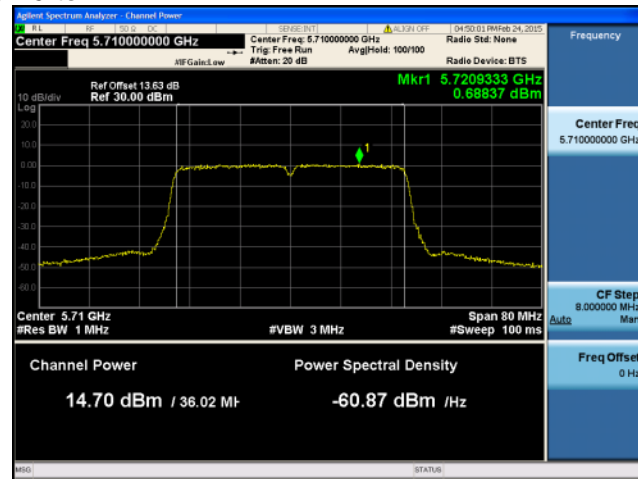 Agilent Spectrum Analyzer - Channel Power
RL RF 50 Ω DC SENSE:INT ALIGN OFF 04:50:01 PM Feb 24, 2015
Center Freq 5.710000000 GHz
Center Freq: 5.710000000 GHz Radio Std: None
Trig: Free Run Avg|Hold: 100/100
#IFGain:Low #Atten: 20 dB Radio Device: BTS
Frequency
Ref Offset 13.63 dB
Mkr1 5.7209333 GHz
10 dB/div Ref 30.00 dBm 0.68837 dBm
Log
20.0
10.0
0.00
-10.0
-20.0
-30.0
-40.0
-50.0
-60.0
1
Center Freq
5.710000000 GHz
Center 5.71 GHz Span 80 MHz
#Res BW 1 MHz #VBW 3 MHz #Sweep 100 ms
CF Step
8.000000 MHz
Auto Man
Channel Power Power Spectral Density
14.70 dBm / 36.02 MH -60.87 dBm /Hz
Freq Offset
0 Hz
MSG STATUS